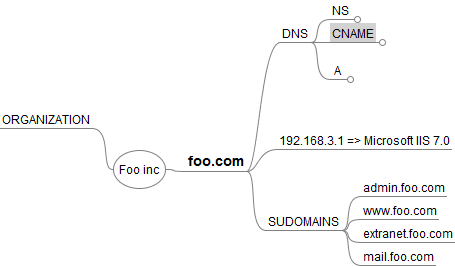 ORGANIZATION
Foo inc
foo.com
DNS
NS
CNAME
A
192.168.3.1 => Microsoft IIS 7.0
SUDOMAINS
admin.foo.com
www.foo.com
extranet.foo.com
mail.foo.com